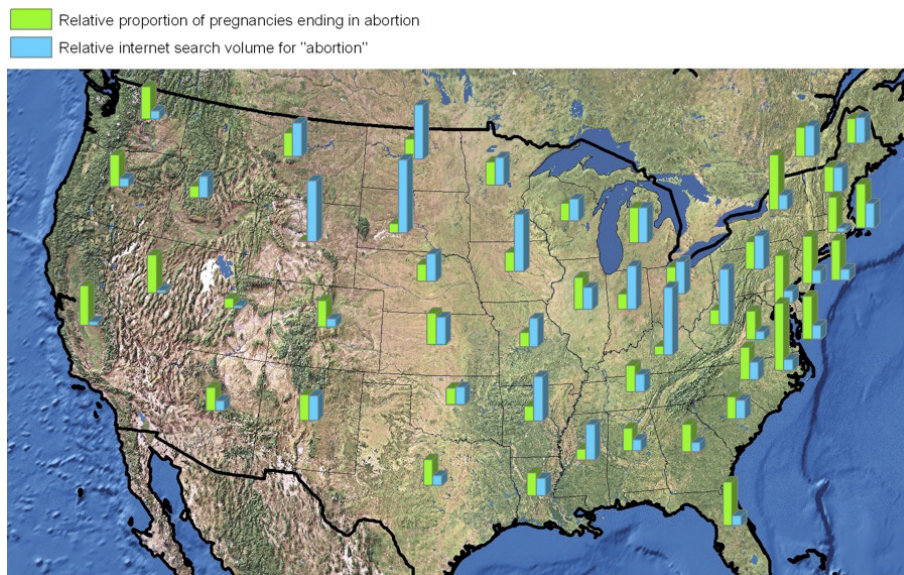 Relative proportion of pregnancies ending in abortion
Relative internet search volume for "abortion"